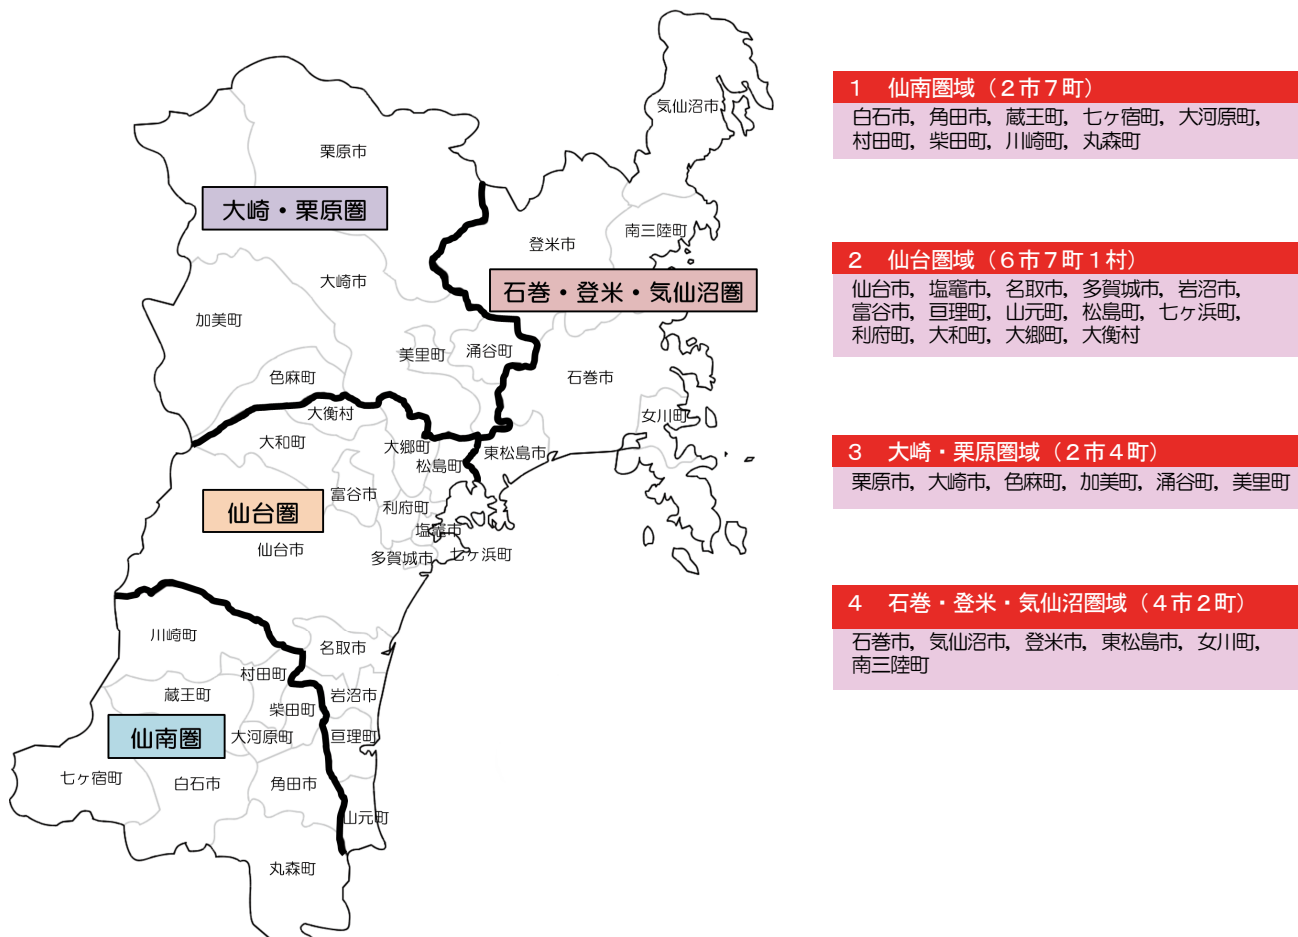 気仙沼市
栗原市
大崎・栗原圏
南三陸町
登米市
大崎市
石巻・登米・気仙沼圏
加美町
美里町
涌谷町
色麻町
石巻市
大衡村
女川町
大和町
大郷町
東松島市
松島町
富谷市
利府町
仙台圏
塩竈市
仙台市
多賀城市
七ヶ浜町
川崎町
名取市
村田町
蔵王町
岩沼市
柴田町
仙南圏
大河原町
亘理町
七ヶ宿町
白石市
角田市
山元町
丸森町
1 仙南圏域(2市7町)
白石市,角田市,蔵王町,七ヶ宿町,大河原町,
村田町,柴田町,川崎町,丸森町
2 仙台圏域(6市7町1村)
仙台市,塩竈市,名取市,多賀城市,岩沼市,
富谷市,亘理町,山元町,松島町,七ヶ浜町,
利府町,大和町,大郷町,大衡村
3 大崎・栗原圏域(2市4町)
栗原市,大崎市,色麻町,加美町,涌谷町,美里町
4 石巻・登米・気仙沼圏域(4市2町)
石巻市,気仙沼市,登米市,東松島市,女川町,
南三陸町